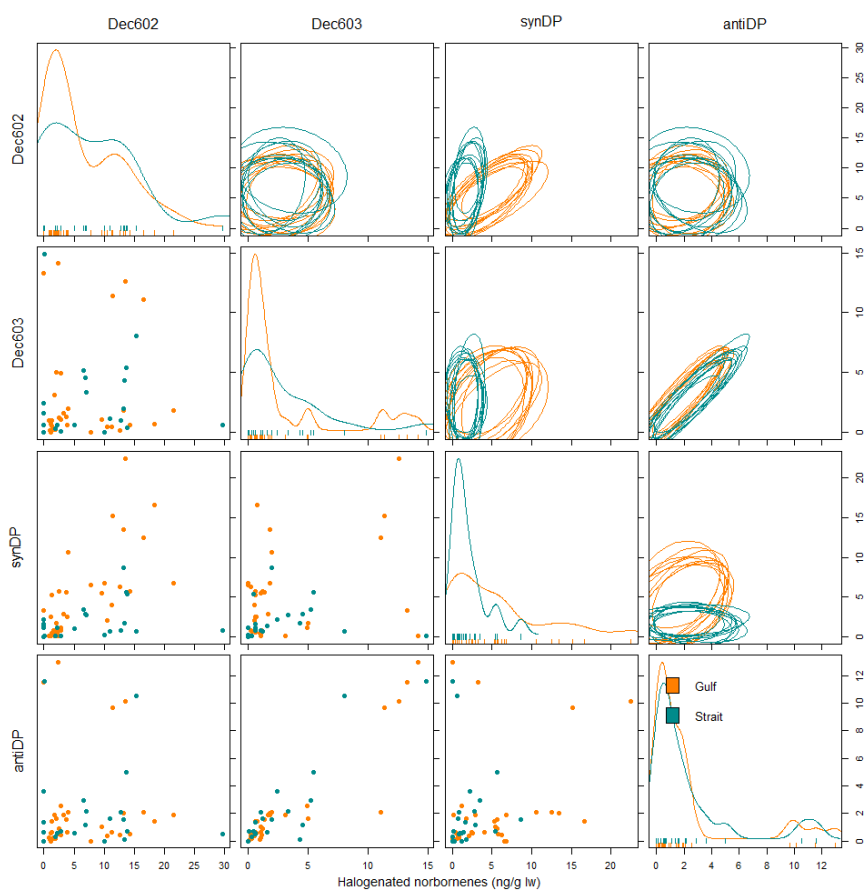 Dec602 Dec603 synDP antiDP
Dec602
0 5 10 15 20 25 30
Dec603
0 5 10 15
synDP
0 5 10 15 20
antiDP
Gulf
Strait
0 2 4 6 8 10 12
0 5 10 15 20 25 30 0 5 10 15 0 5 10 15 20 0 2 4 6 8 10 12
Halogenated norbornenes (ng/g lw)